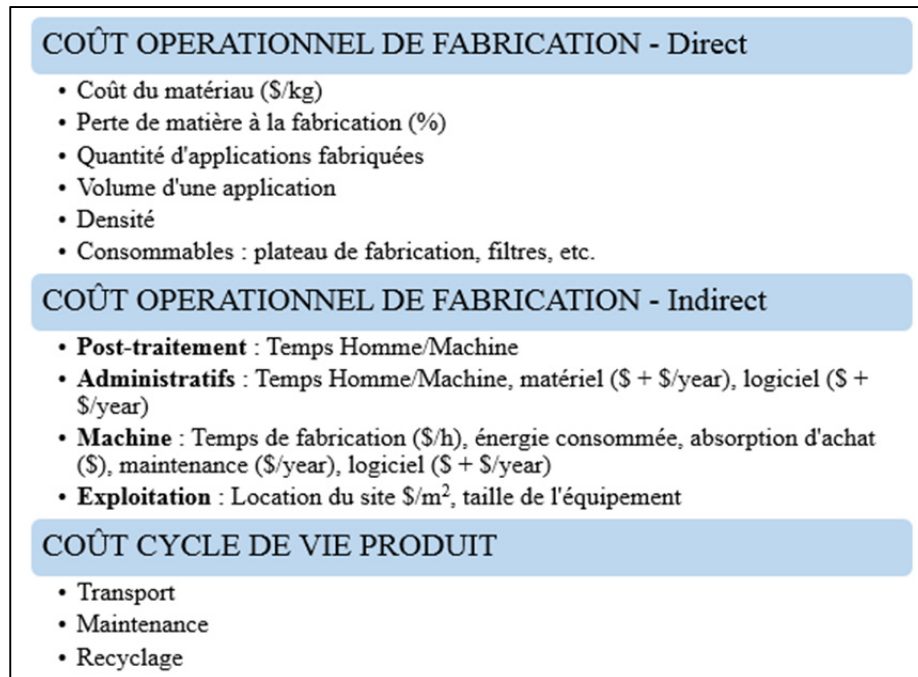 COÛT OPERATIONNEL DE FABRICATION - Direct
• Coût du matériau ($/kg)
• Perte de matière à la fabrication (%)
• Quantité d'applications fabriquées
• Volume d'une application
• Densité
• Consommables : plateau de fabrication, filtres, etc.
COÛT OPERATIONNEL DE FABRICATION - Indirect
• Post-traitement : Temps Homme/Machine
• Administratifs : Temps Homme/Machine, matériel ($ + $/year), logiciel ($ +
$/year)
• Machine : Temps de fabrication ($/h), énergie consommée, absorption d'achat
($), maintenance ($/year), logiciel ($ + $/year)
• Exploitation : Location du site $/m², taille de l'équipement
COÛT CYCLE DE VIE PRODUIT
• Transport
• Maintenance
• Recyclage